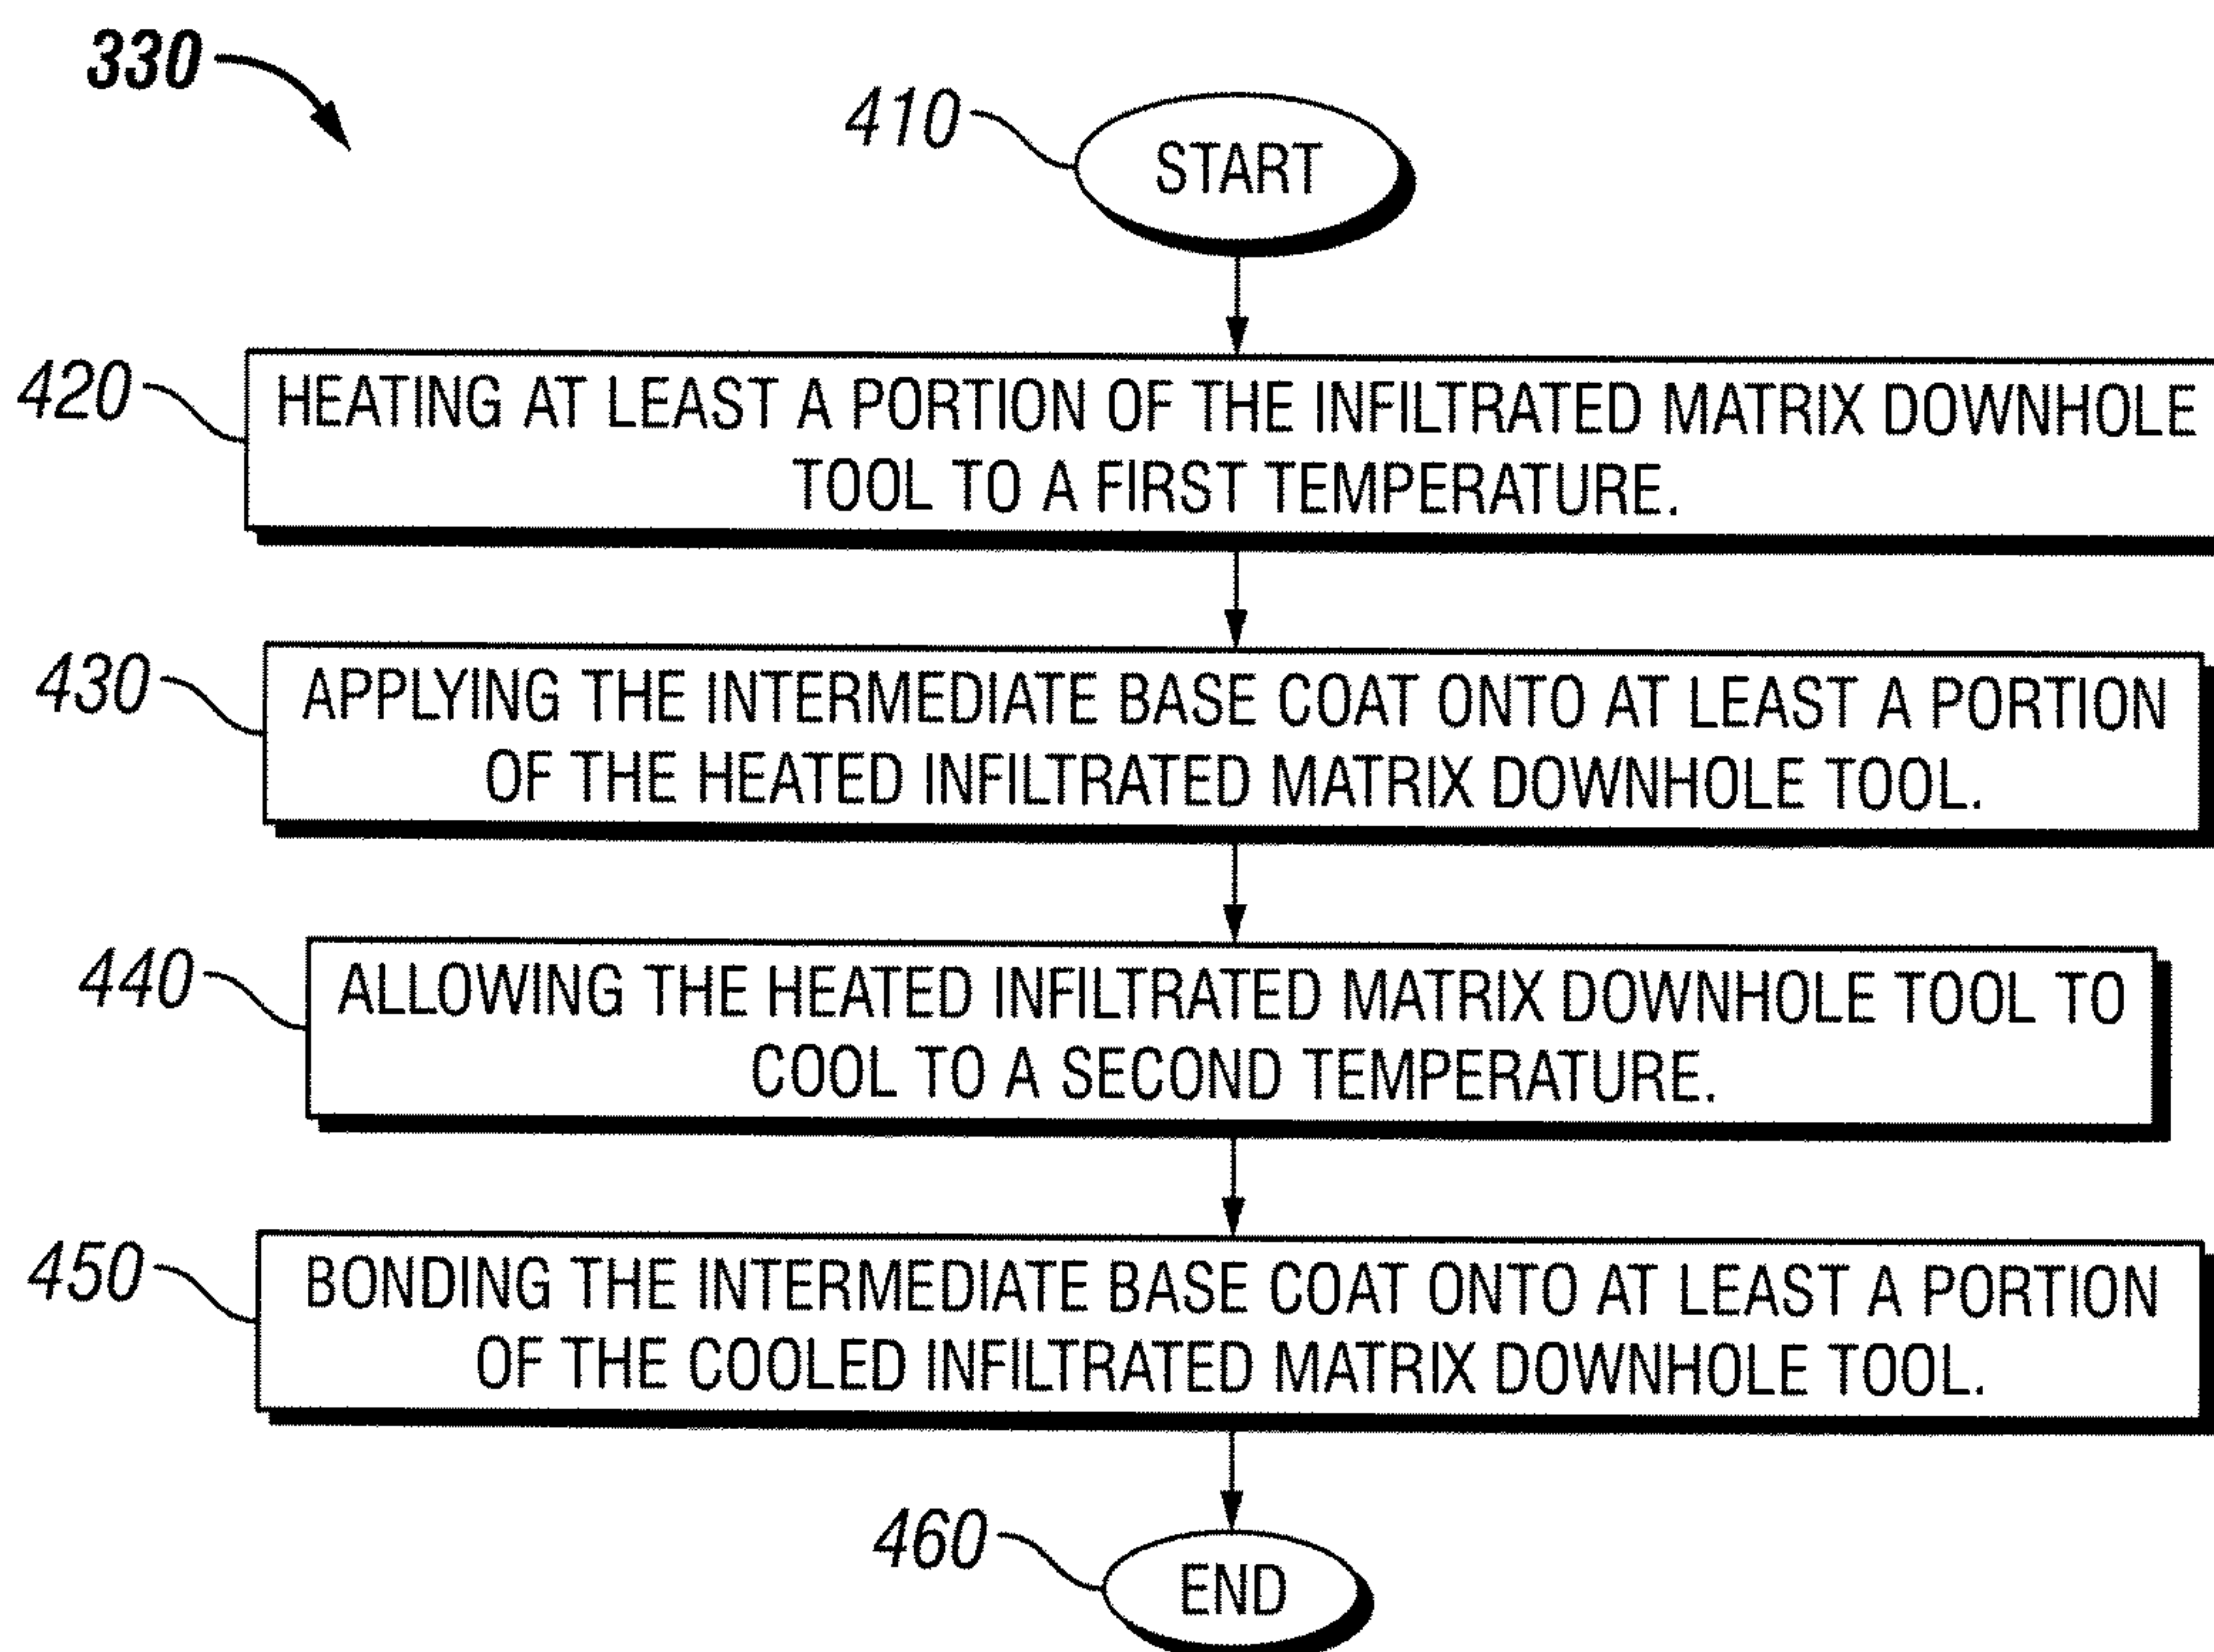 330
410
START
420
HEATING AT LEAST A PORTION OF THE INFILTRATED MATRIX DOWNHOLE
TOOL TO A FIRST TEMPERATURE.
430
APPLYING THE INTERMEDIATE BASE COAT ONTO AT LEAST A PORTION
OF THE HEATED INFILTRATED MATRIX DOWNHOLE TOOL.
440
ALLOWING THE HEATED INFILTRATED MATRIX DOWNHOLE TOOL TO
COOL TO A SECOND TEMPERATURE.
450
BONDING THE INTERMEDIATE BASE COAT ONTO AT LEAST A PORTION
OF THE COOLED INFILTRATED MATRIX DOWNHOLE TOOL.
460
END